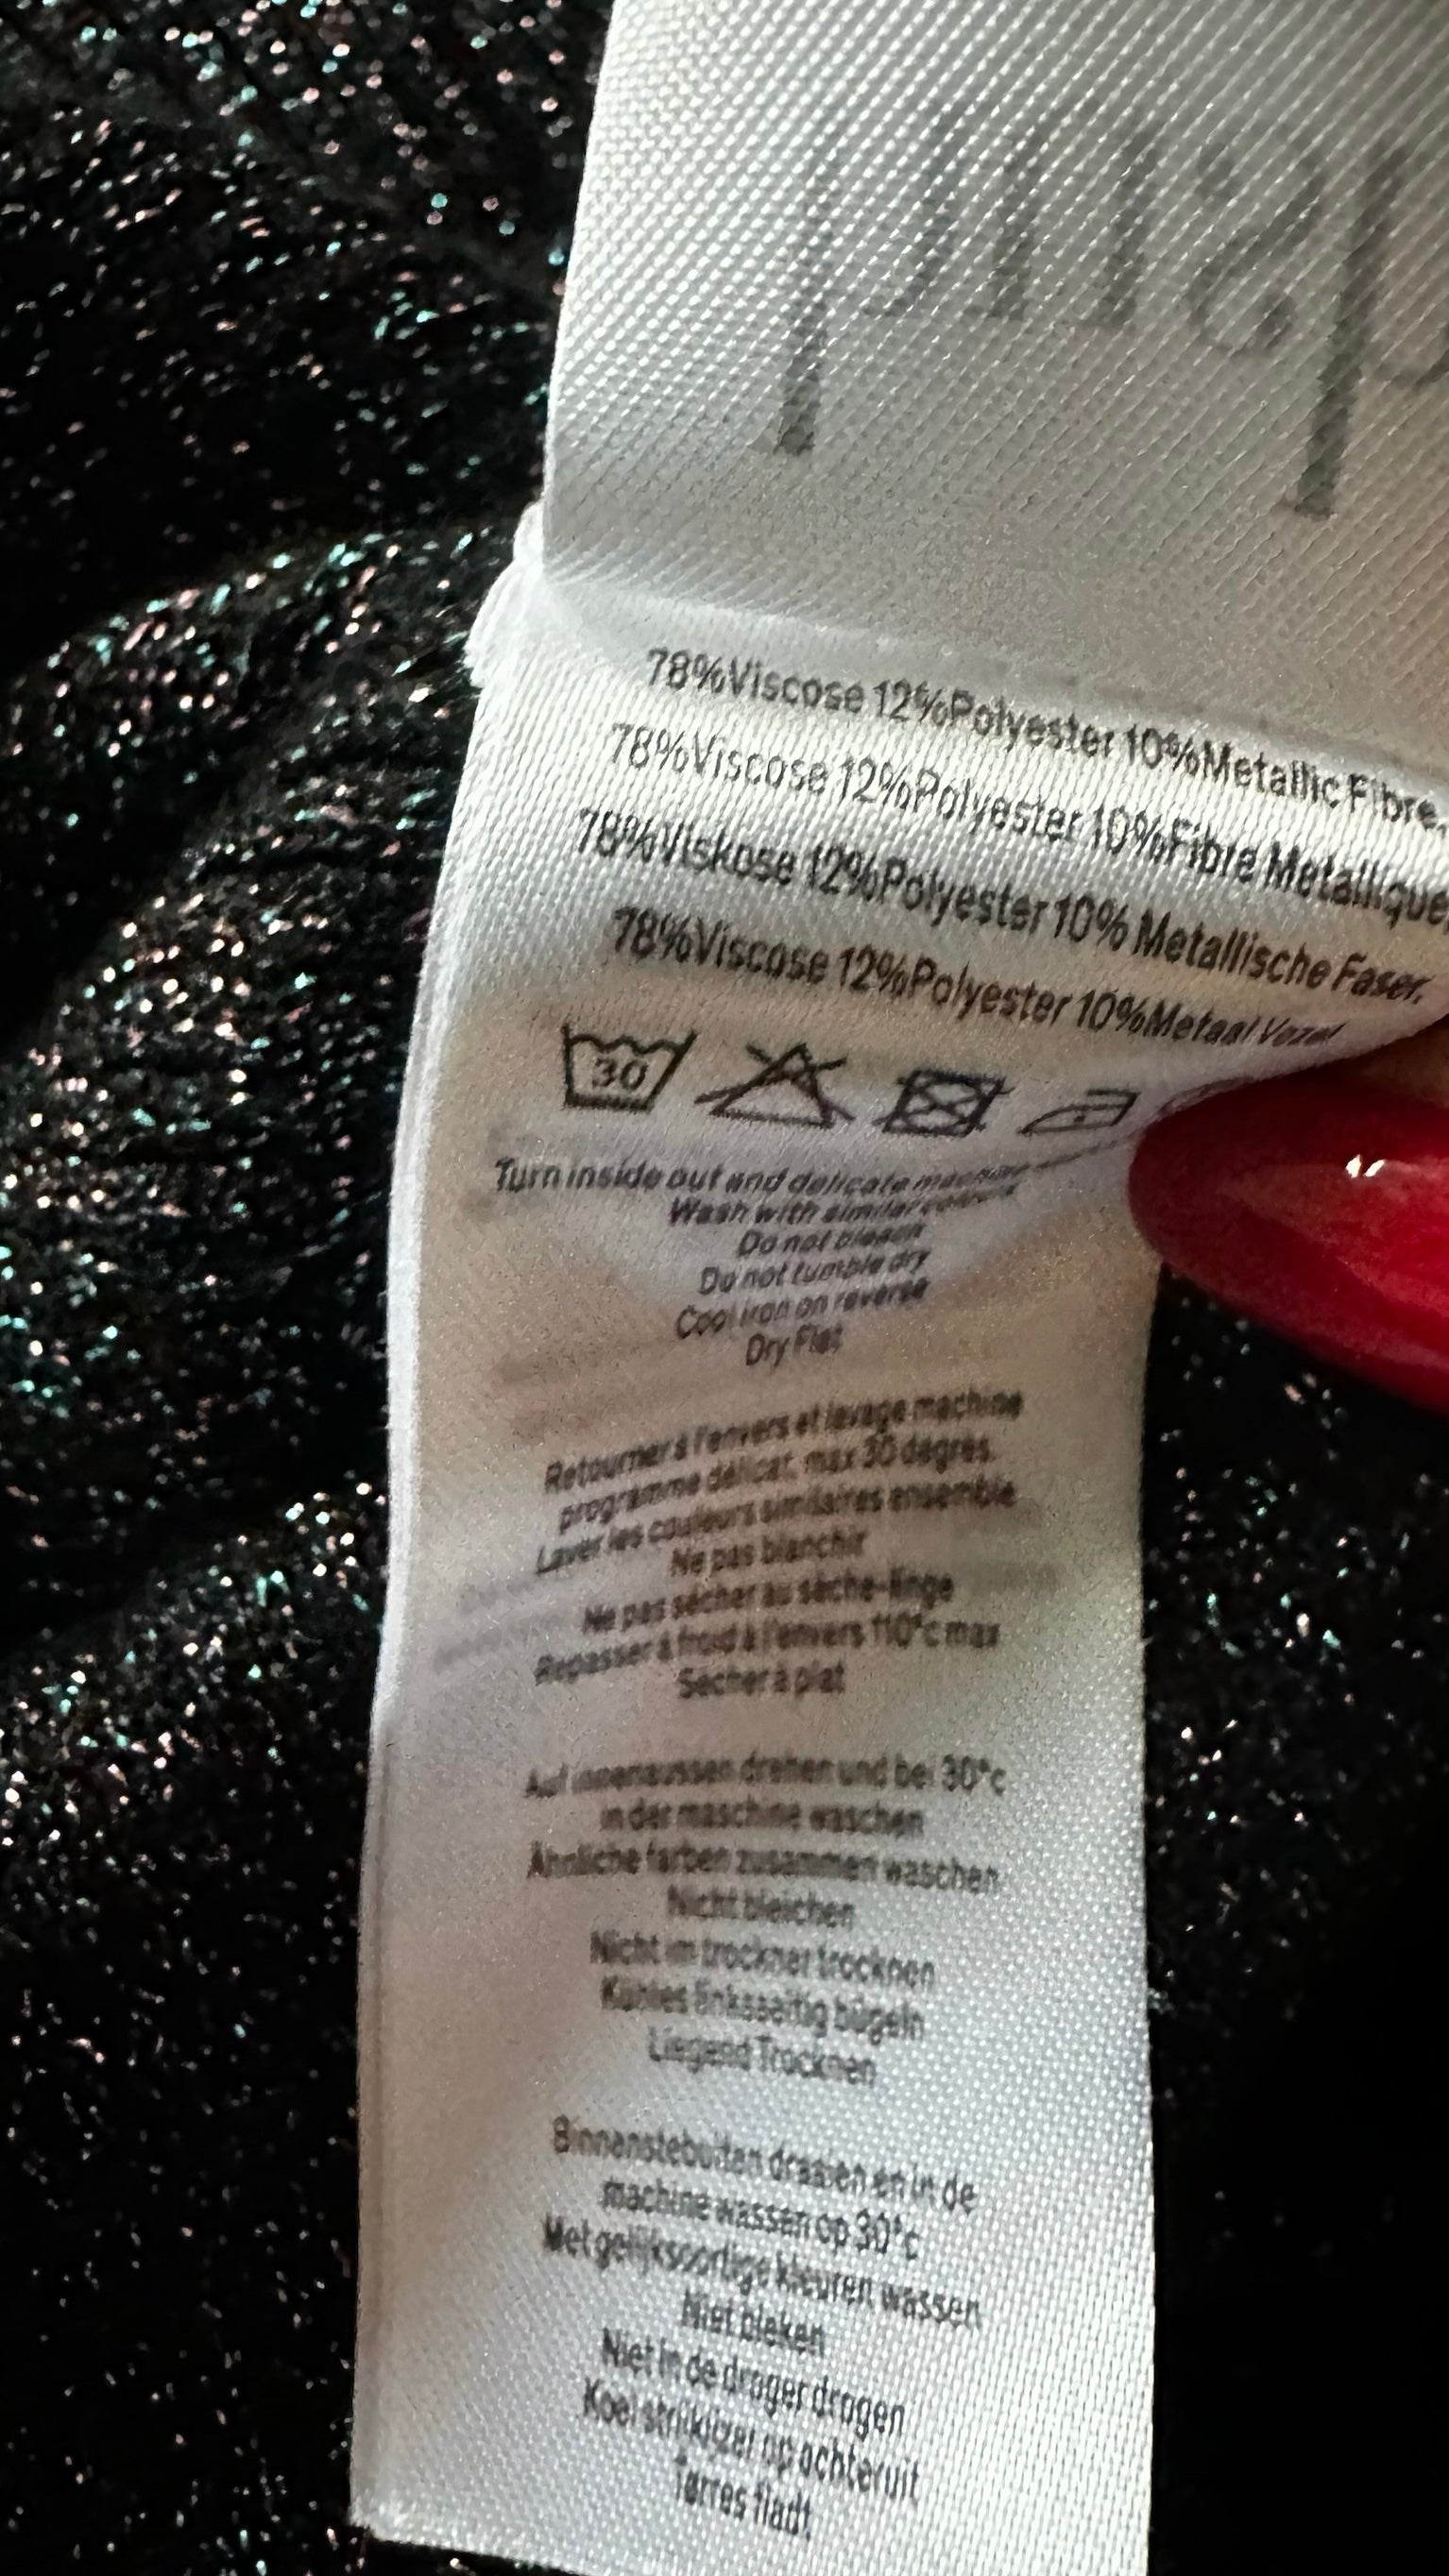 78%Viscose 12%Polyester 10%Metallic Fibre.
78%Viscose 12%Polyester 10%Fibre Metallique.
78%Viskose 12%Polyester 10% Metallische Faser.
78%Viscose 12%Polyester 10%Metaal Vezel
30
Turn inside out and delicate machine
Wash with similar colours
Do not bleach
Do not tumble dry
Cool iron on reverse
Dry Flat
Retourner à l'envers et lavage machine
programme délicat, max 30 degrés.
Laver les couleurs similaires ensemble
Ne pas blanchir
Ne pas sécher au sèche-linge
Repasser à froid à l'envers 110°c max
Sécher à plat
Auf innenaussen drehen und bei 30°c
in der maschine waschen
Ähnliche farben zusammen waschen
Nicht bleichen
Nicht im trockner trocknen
linksseitig bügeln
Liegend Trocknen
Binnenstebuiten draaien en in de
machine wassen op 30°c
Met gelijksoortige kleuren wassen
Niet bleken
Niet in de droger drogen
Koel strijkijzer op achteruit
Tørres fladt